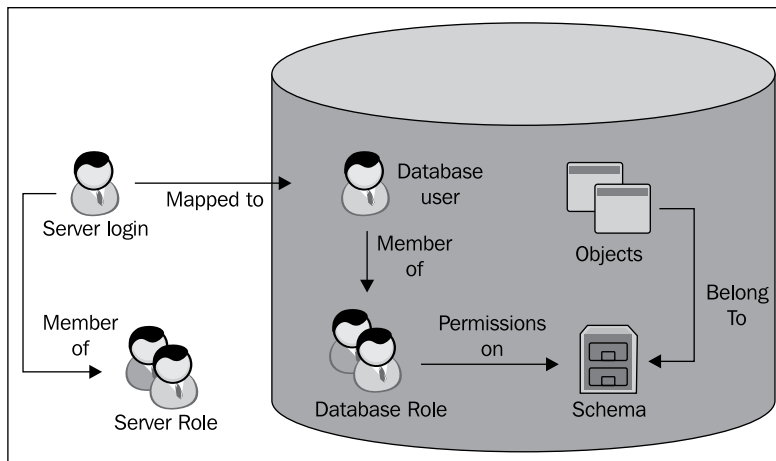 Server login
Mapped to
Database
user
Objects
Member
of
Belong
To
Member
of
Server Role
Permissions
on
Database Role
Schema